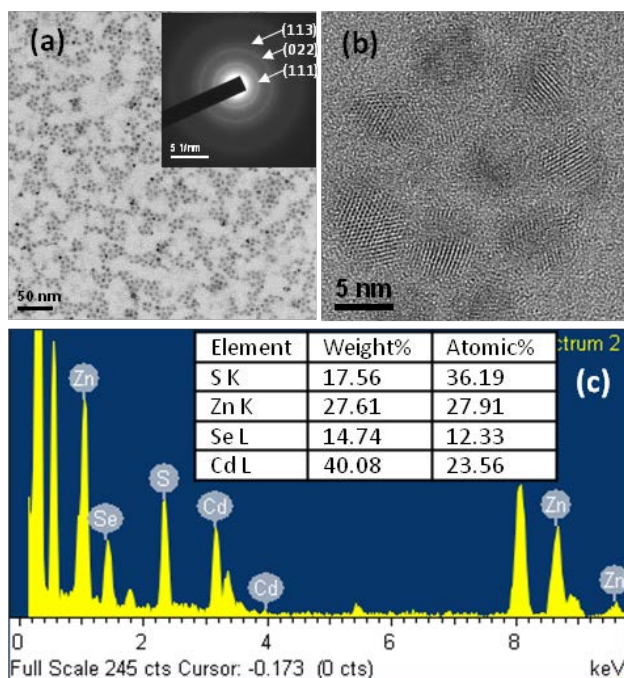 (a)
(113)
(022)
(111)
5 1/nm
50 nm
(b)
5 nm
Element Weight% Atomic%
S K 17.56 36.19
Zn K 27.61 27.91
Se L 14.74 12.33
Cd L 40.08 23.56
ctrum 2
(c)
Zn
Se
S
Cd
Cd
Zn
Zn
0 2 4 6 8
Full Scale 245 cts Cursor: -0.173 (0 cts) keV